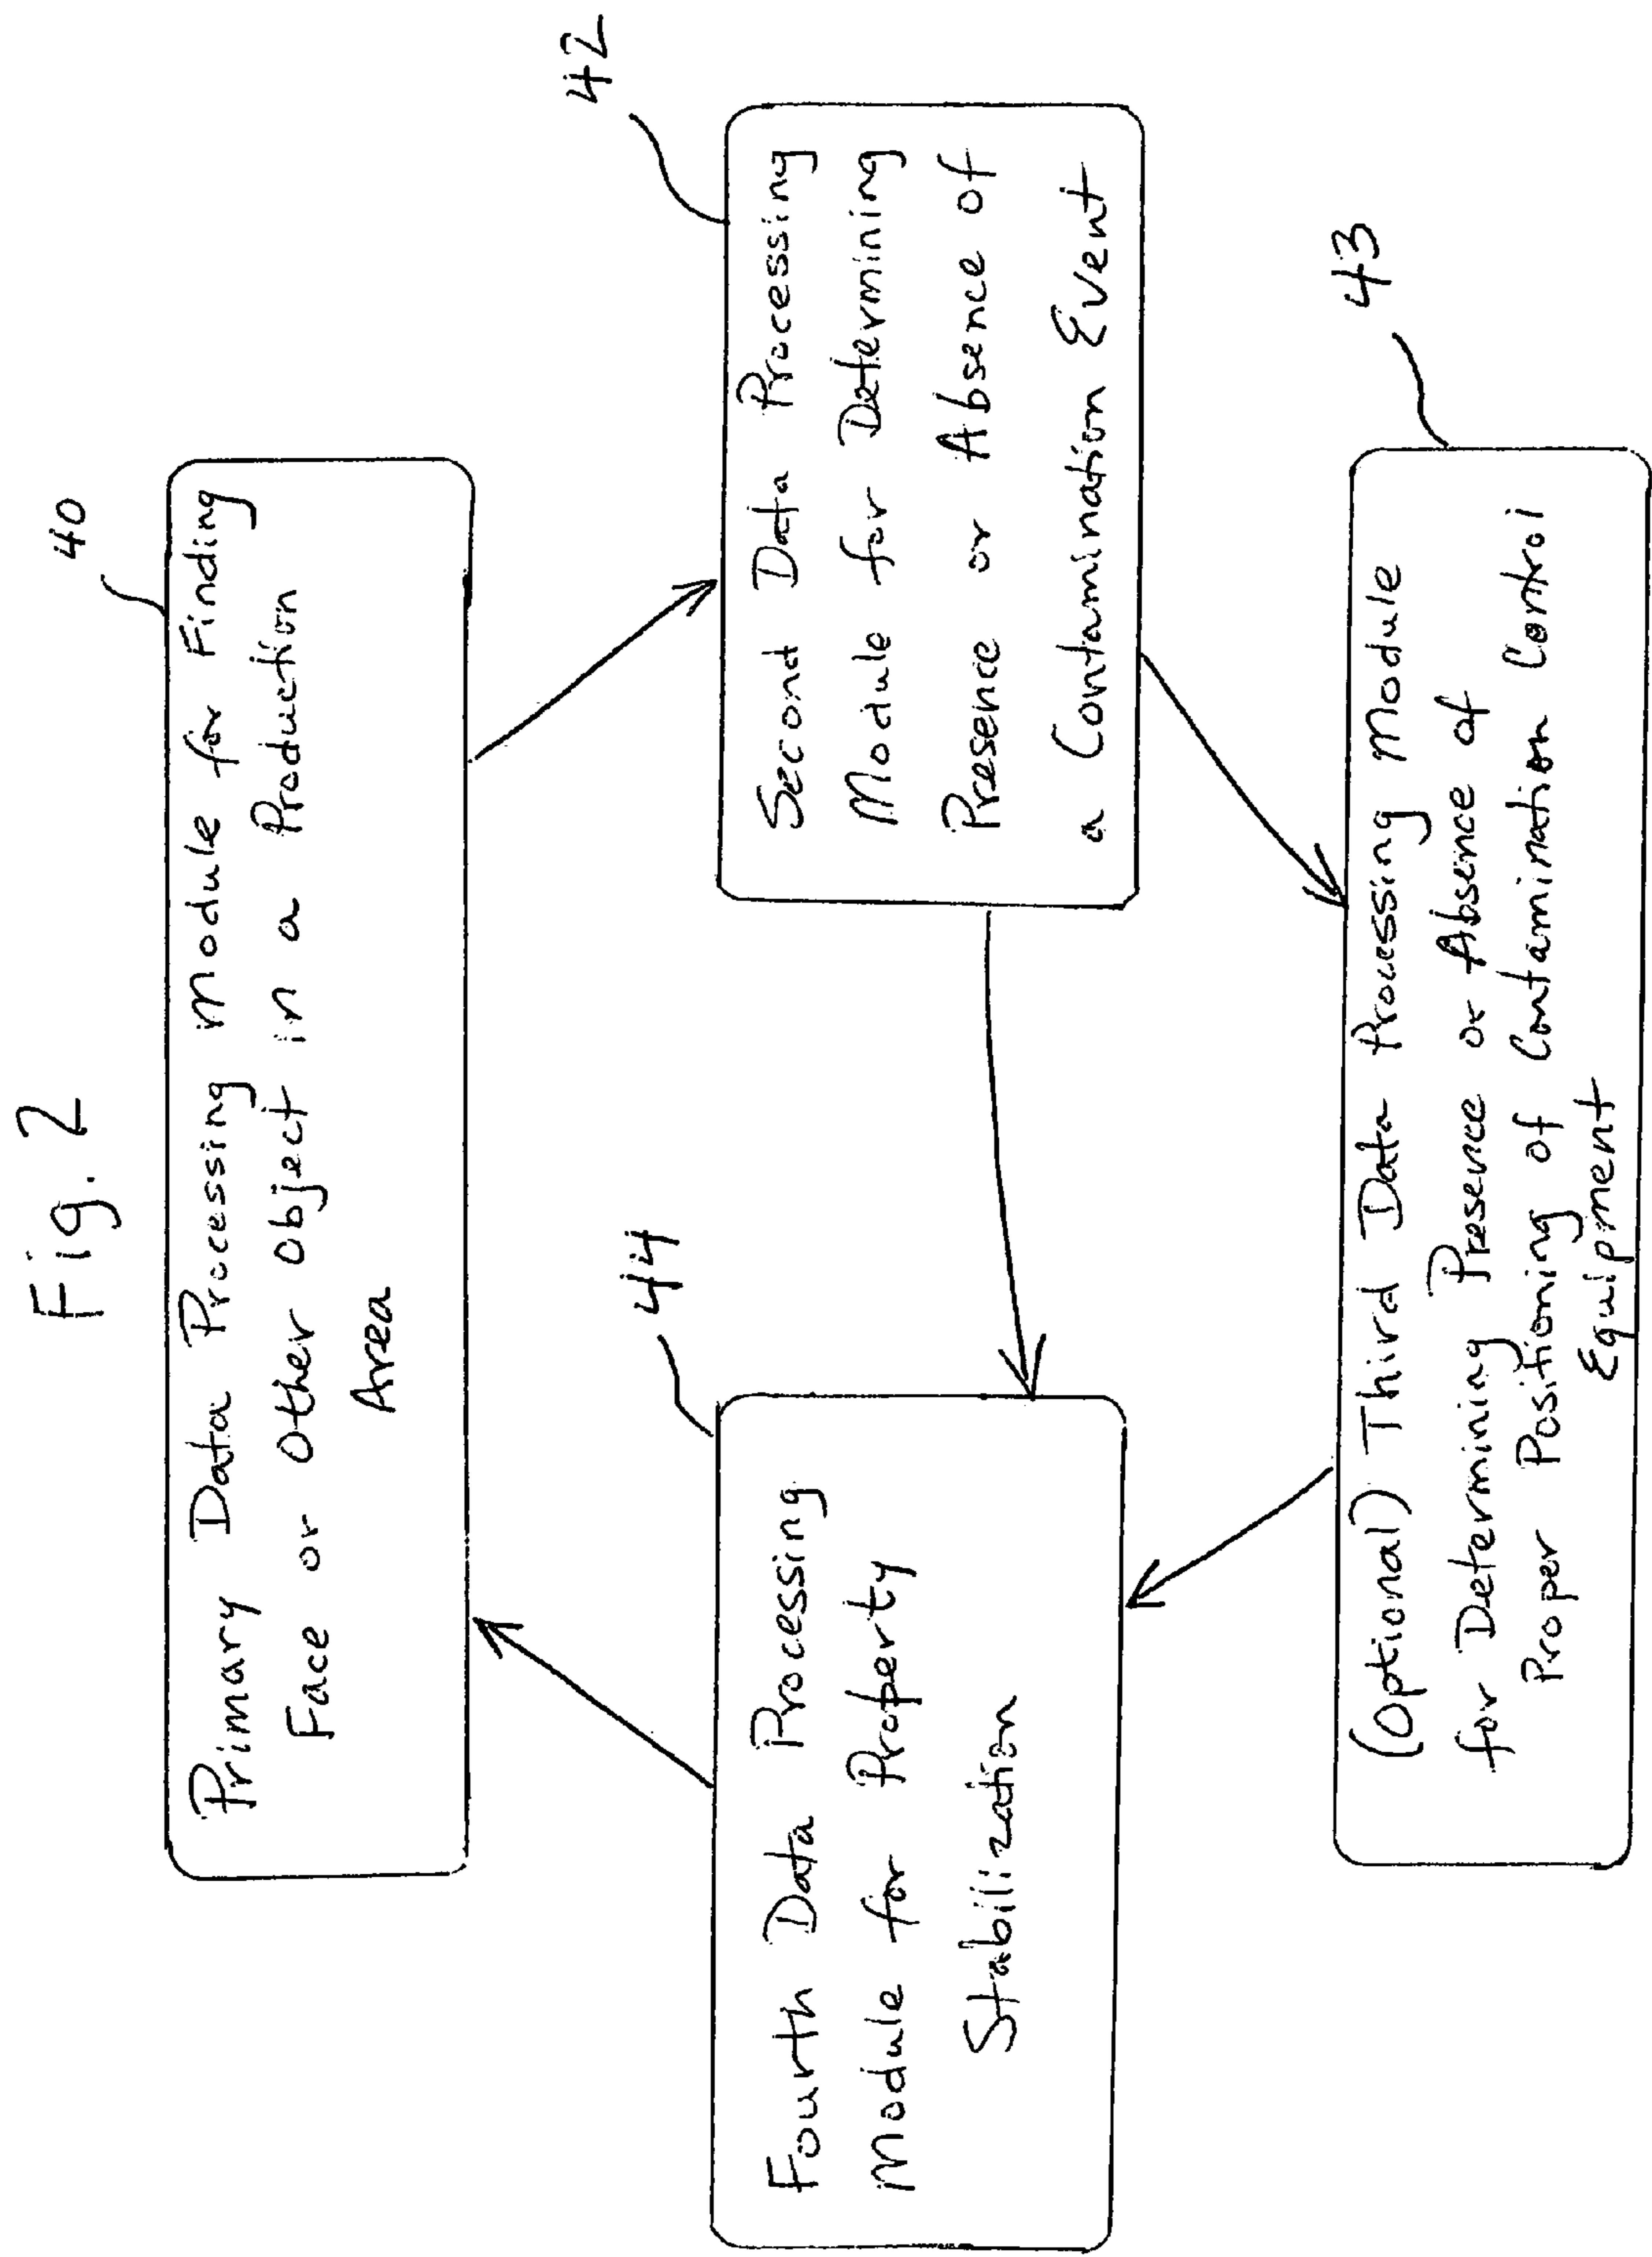 Fig. 2
40
Primary Data Processing Module for Finding
Face or Other Object in a Production
Area
42
Second Data Processing
Module for Determining
Presence or Absence of
a Contamination Event
44
Fourth Data Processing
Module for Property
Stabilization
43
(Optional) Third Data Processing Module
for Determining Presence or Absence of
Proper Positioning of Contamination Control
Equipment